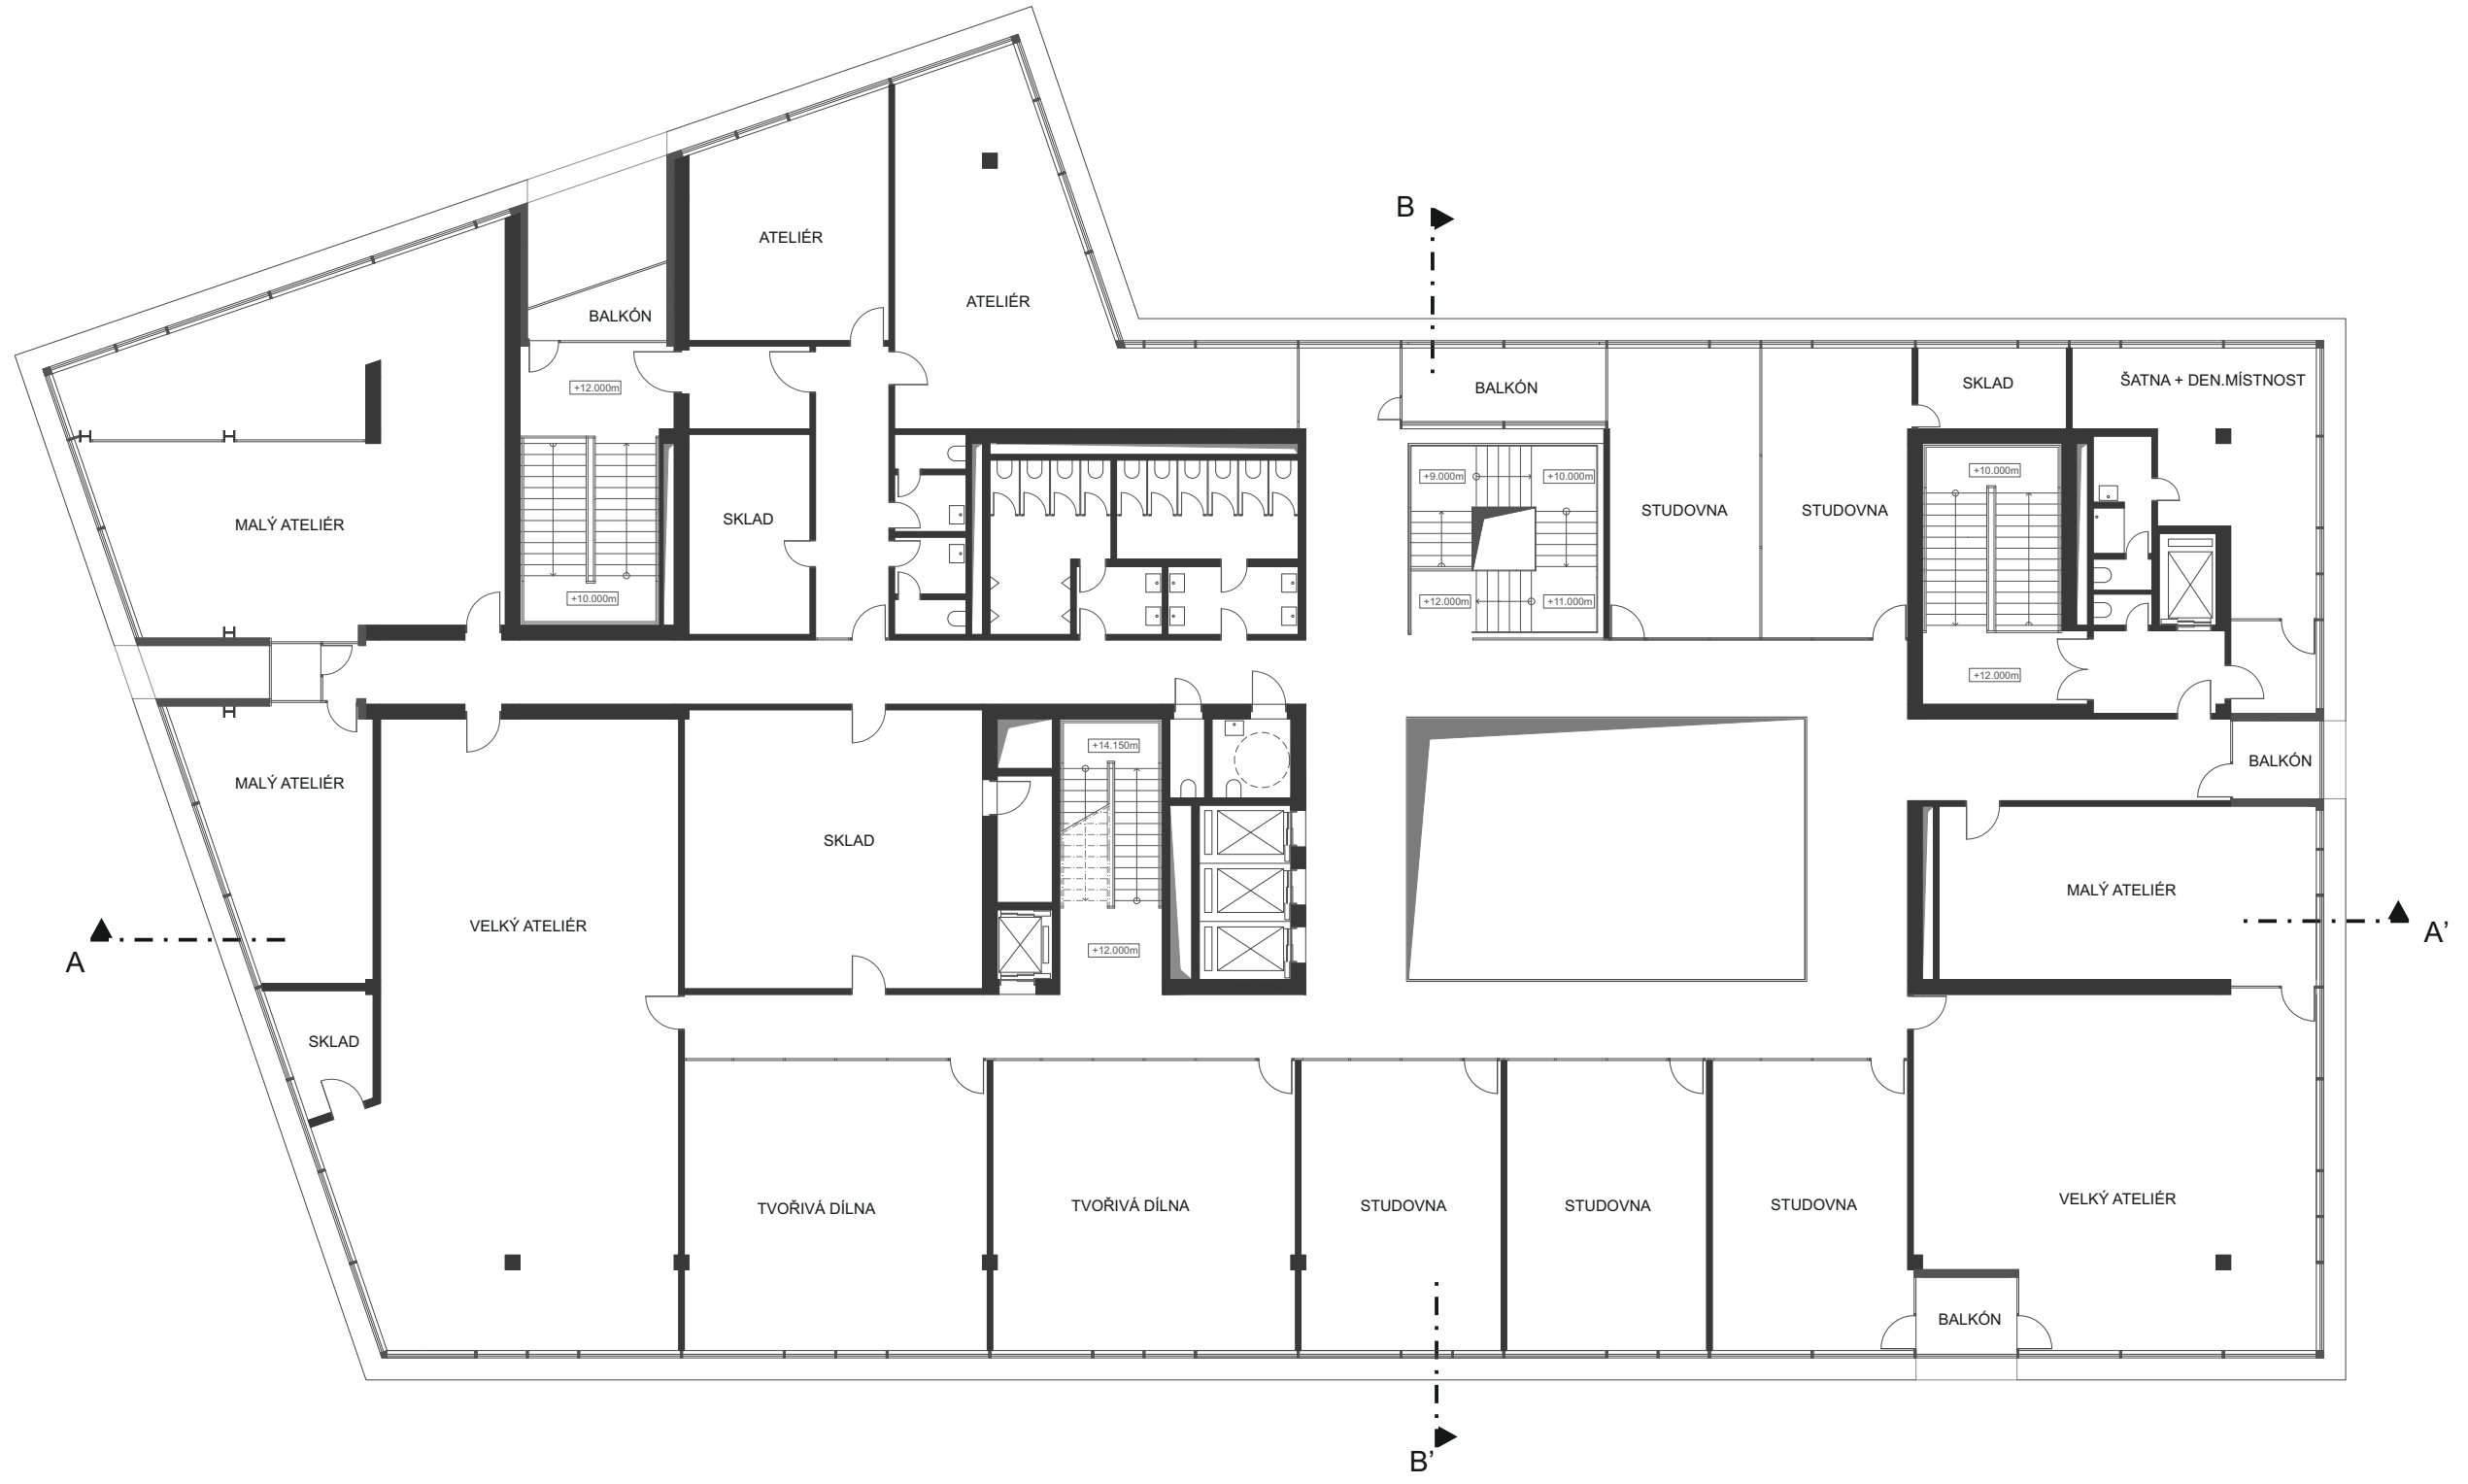 B
ATELIÉR
ATELIÉR
BALKÓN
ŠATNA + DEN.MÍSTNOST
SKLAD
BALKÓN
+12.000m
+9.000m
+10.000m
+10.000m
STUDOVNA
STUDOVNA
SKLAD
MALÝ ATELIÉR
+10.000m
+12.000m
+11.000m
+12.000m
+14.150m
BALKÓN
MALÝ ATELIÉR
SKLAD
MALÝ ATELIÉR
VELKÝ ATELIÉR
A
A’
+12.000m
SKLAD
VELKÝ ATELIÉR
TVOŘIVÁ DÍLNA
TVOŘIVÁ DÍLNA
STUDOVNA
STUDOVNA
STUDOVNA
BALKÓN
B’